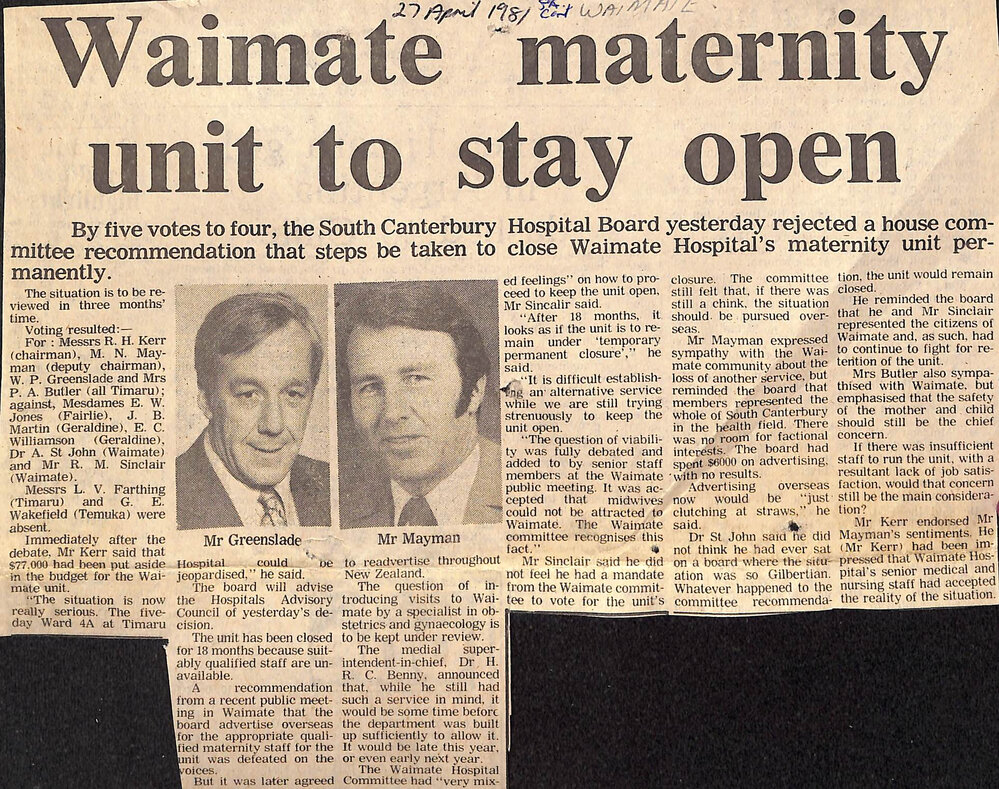 27 April 1981 WAIMATE
Waimate maternity
unit to stay open
By five votes to four, the South Canterbury Hospital Board yesterday rejected a house com-
mittee recommendation that steps be taken to close Waimate Hospital's maternity unit per-
manently.
The situation is to be re-
viewed in three months'
time.
Voting resulted:—
For : Messrs R. H. Kerr
(chairman), M. N. May-
man (deputy chairman),
W. P. Greenslade and Mrs
P. A. Butler (all Timaru);
against, Mesdames E. W.
Jones (Fairlie), J. B.
Martin (Geraldine), E. C.
Williamson (Geraldine),
Dr A. St John (Waimate)
and Mr R. M. Sinclair
(Waimate).
Messrs L. V. Farthing
(Timaru) and G. E.
Wakefield (Temuka) were
absent.
Immediately after the
debate, Mr Kerr said that
$77,000 had been put aside
in the budget for the Wai-
mate unit.
"The situation is now
really serious. The five-
day Ward 4A at Timaru
Mr Greenslade
Mr Mayman
Hospital could be
jeopardised," he said.
The board will advise
the Hospitals Advisory
Council of yesterday's de-
cision.
The unit has been closed
for 18 months because suit-
ably qualified staff are un-
available.
A recommendation
from a recent public meet-
ing in Waimate that the
board advertise overseas
for the appropriate quali-
fied maternity staff for the
unit was defeated on the
voices.
But it was later agreed
to readvertise throughout
New Zealand.
The question of in-
troducing visits to Wai-
mate by a specialist in ob-
stetrics and gynaecology is
to be kept under review.
The medial super-
intendent-in-chief, Dr H.
R. C. Benny, announced
that, while he still had
such a service in mind, it
would be some time before
the department was built
up sufficiently to allow it.
It would be late this year,
or even early next year.
The Waimate Hospital
Committee had "very mix-
ed feelings" on how to pro-
ceed to keep the unit open,
Mr Sincalir said.
"After 18 months, it
looks as if the unit is to re-
main under 'temporary
permanent closure'," he
said.
"It is difficult establish-
ing an alternative service
while we are still trying
strenuously to keep the
unit open.
"The question of viabili-
ty was fully debated and
added to by senior staff
members at the Waimate
public meeting. It was ac-
cepted that midwives
could not be attracted to
Waimate. The Waimate
committee recognises this
fact."
Mr Sinclair said he did
not feel he had a mandate
from the Waimate commit-
tee to vote for the unit's
closure. The committee
still felt that, if there was
still a chink, the situation
should be pursued over-
seas.
Mr Mayman expressed
sympathy with the Wai-
mate community about the
loss of another service, but
reminded the board that
members represented the
whole of South Canterbury
in the health field. There
was no room for factional
interests. The board had
spent $6000 on advertising,
with no results.
Advertising overseas
now would be "just
clutching at straws," he
said.
Dr St John said he did
not think he had ever sat
on a board where the situ-
ation was so Gilbertian.
Whatever happened to the
committee recommenda-
tion, the unit would remain
closed.
He reminded the board
that he and Mr Sinclair
represented the citizens of
Waimate and, as such, had
to continue to fight for re-
tention of the unit.
Mrs Butler also sympa-
thised with Waimate, but
emphasised that the safety
of the mother and child
should still be the chief
concern.
If there was insufficient
staff to run the unit, with a
resultant lack of job satis-
faction, would that concern
still be the main considera-
tion?
Mr Kerr endorsed Mr
Mayman's sentiments. He
(Mr Kerr) had been im-
pressed that Waimate Hos-
pital's senior medical and
nursing staff had accepted
the reality of the situation.